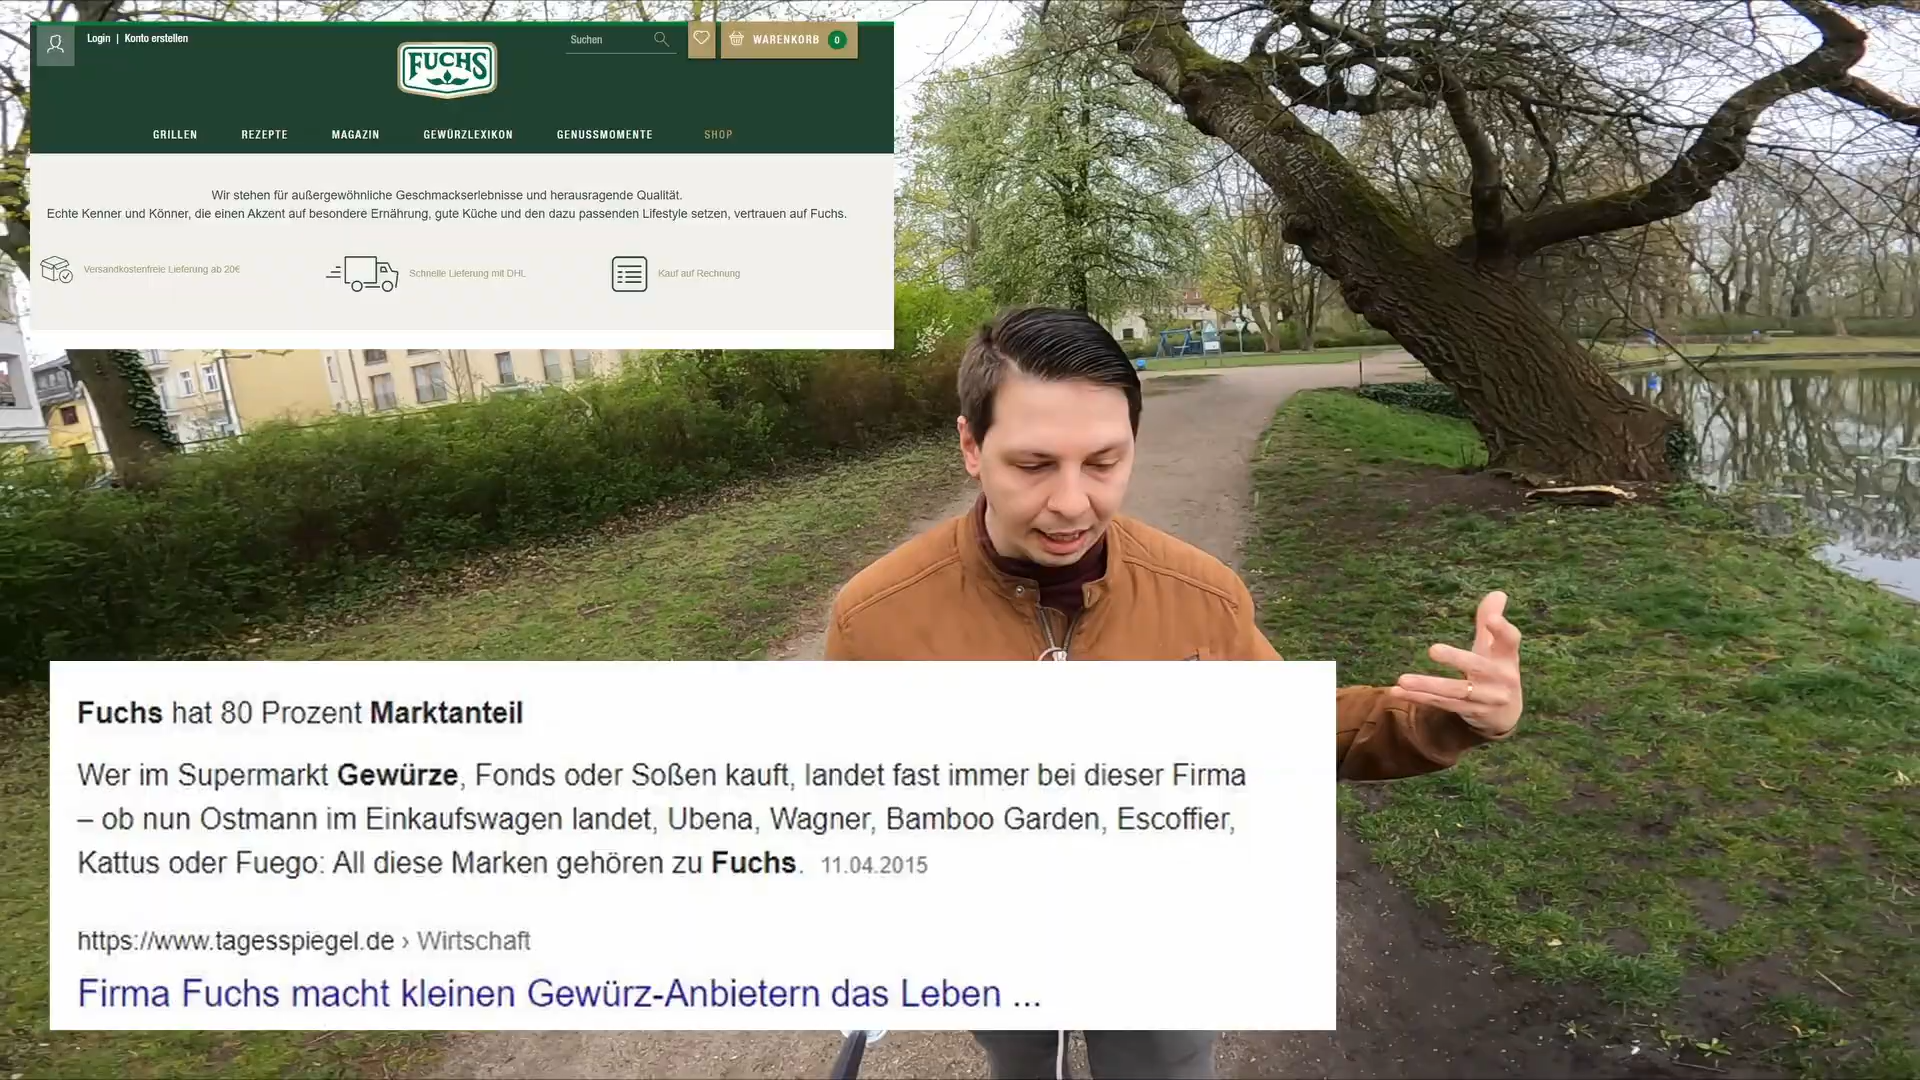 Login | Konto erstellen
FUCHS
Suchen
WARENKORB 0
GRILLEN REZEPTE MAGAZIN GEWÜRZLEXIKON GENUSSMOMENTE SHOP
Wir stehen für außergewöhnliche Geschmackserlebnisse und herausragende Qualität.
Echte Kenner und Könner, die einen Akzent auf besondere Ernährung, gute Küche und den dazu passenden Lifestyle setzen, vertrauen auf Fuchs.
Versandkostenfreie Lieferung ab 20€
Schnelle Lieferung mit DHL
Kauf auf Rechnung
Fuchs hat 80 Prozent Marktanteil
Wer im Supermarkt Gewürze, Fonds oder Soßen kauft, landet fast immer bei dieser Firma
– ob nun Ostmann im Einkaufswagen landet, Ubena, Wagner, Bamboo Garden, Escoffier,
Kattus oder Fuego: All diese Marken gehören zu Fuchs. 11.04.2015
https://www.tagesspiegel.de › Wirtschaft
Firma Fuchs macht kleinen Gewürz-Anbietern das Leben ...